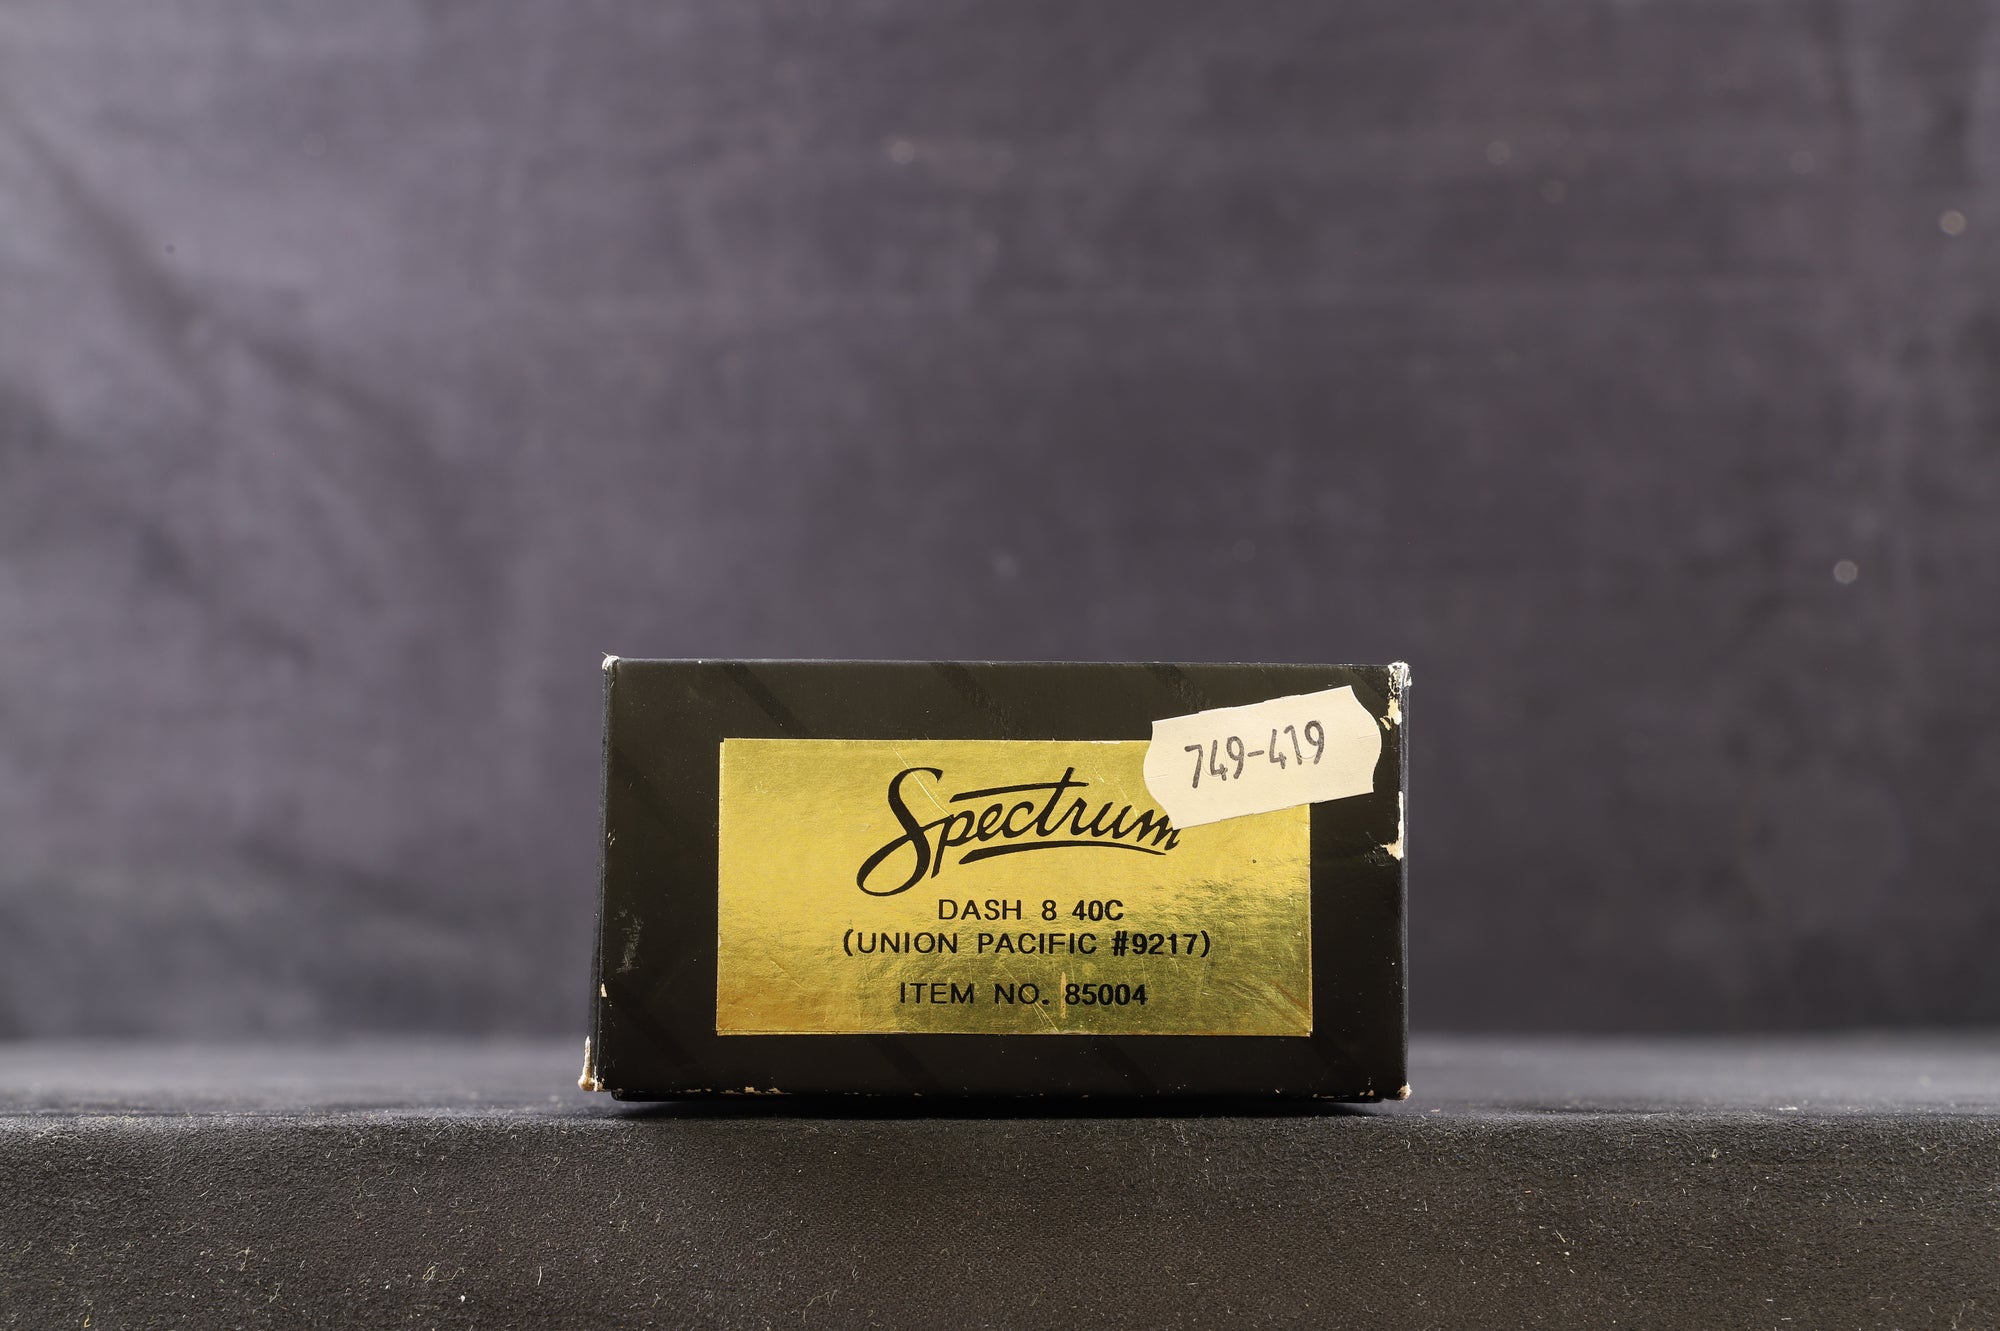 749-419
Spectrum
DASH 8 40C
(UNION PACIFIC #9217)
ITEM NO. 85004